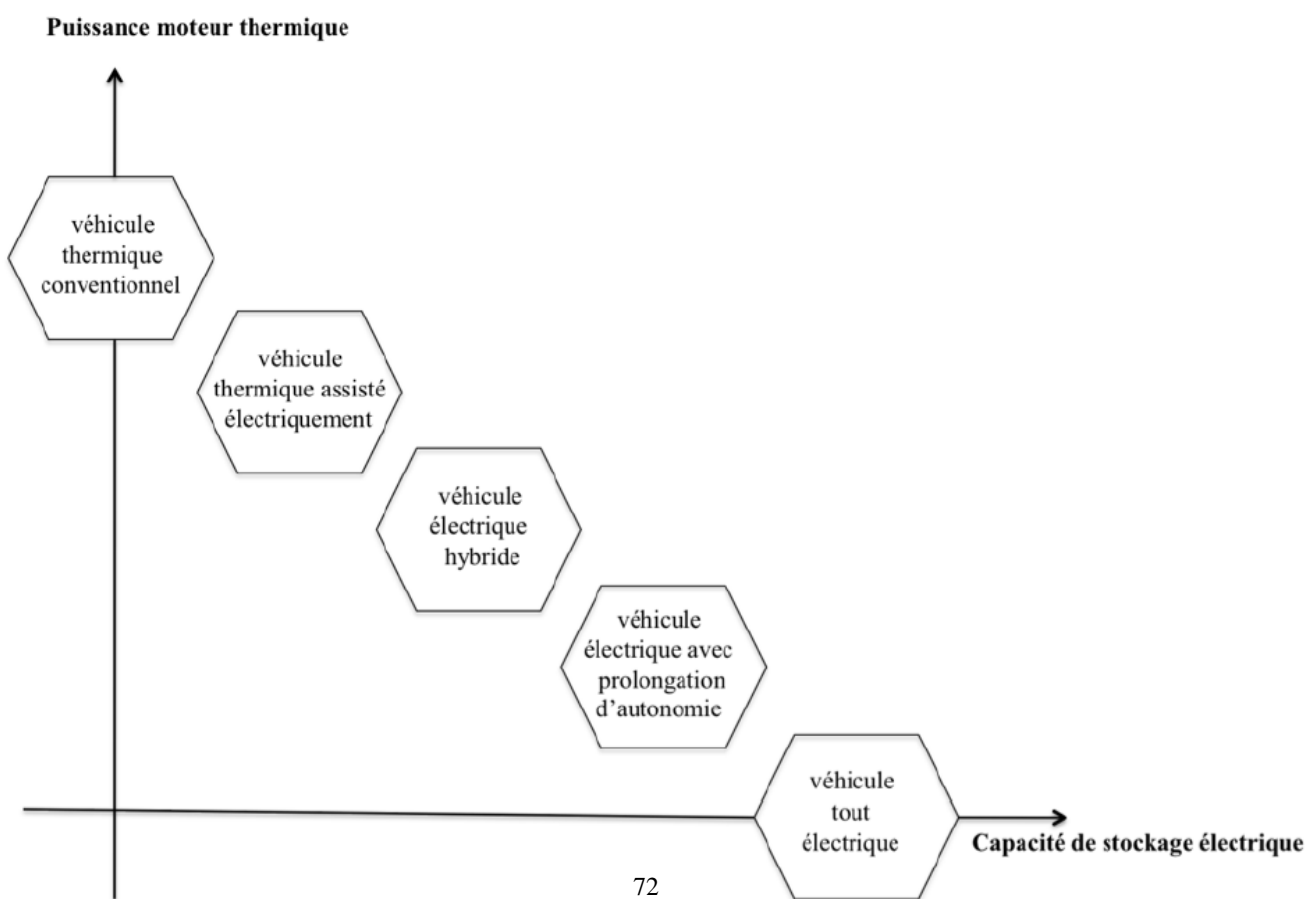 Puissance moteur thermique
véhicule
thermique
conventionnel
véhicule
thermique assisté
électriquement
véhicule
électrique
hybride
véhicule
électrique avec
prolongation
d'autonomie
véhicule
tout
électrique
Capacité de stockage électrique
72